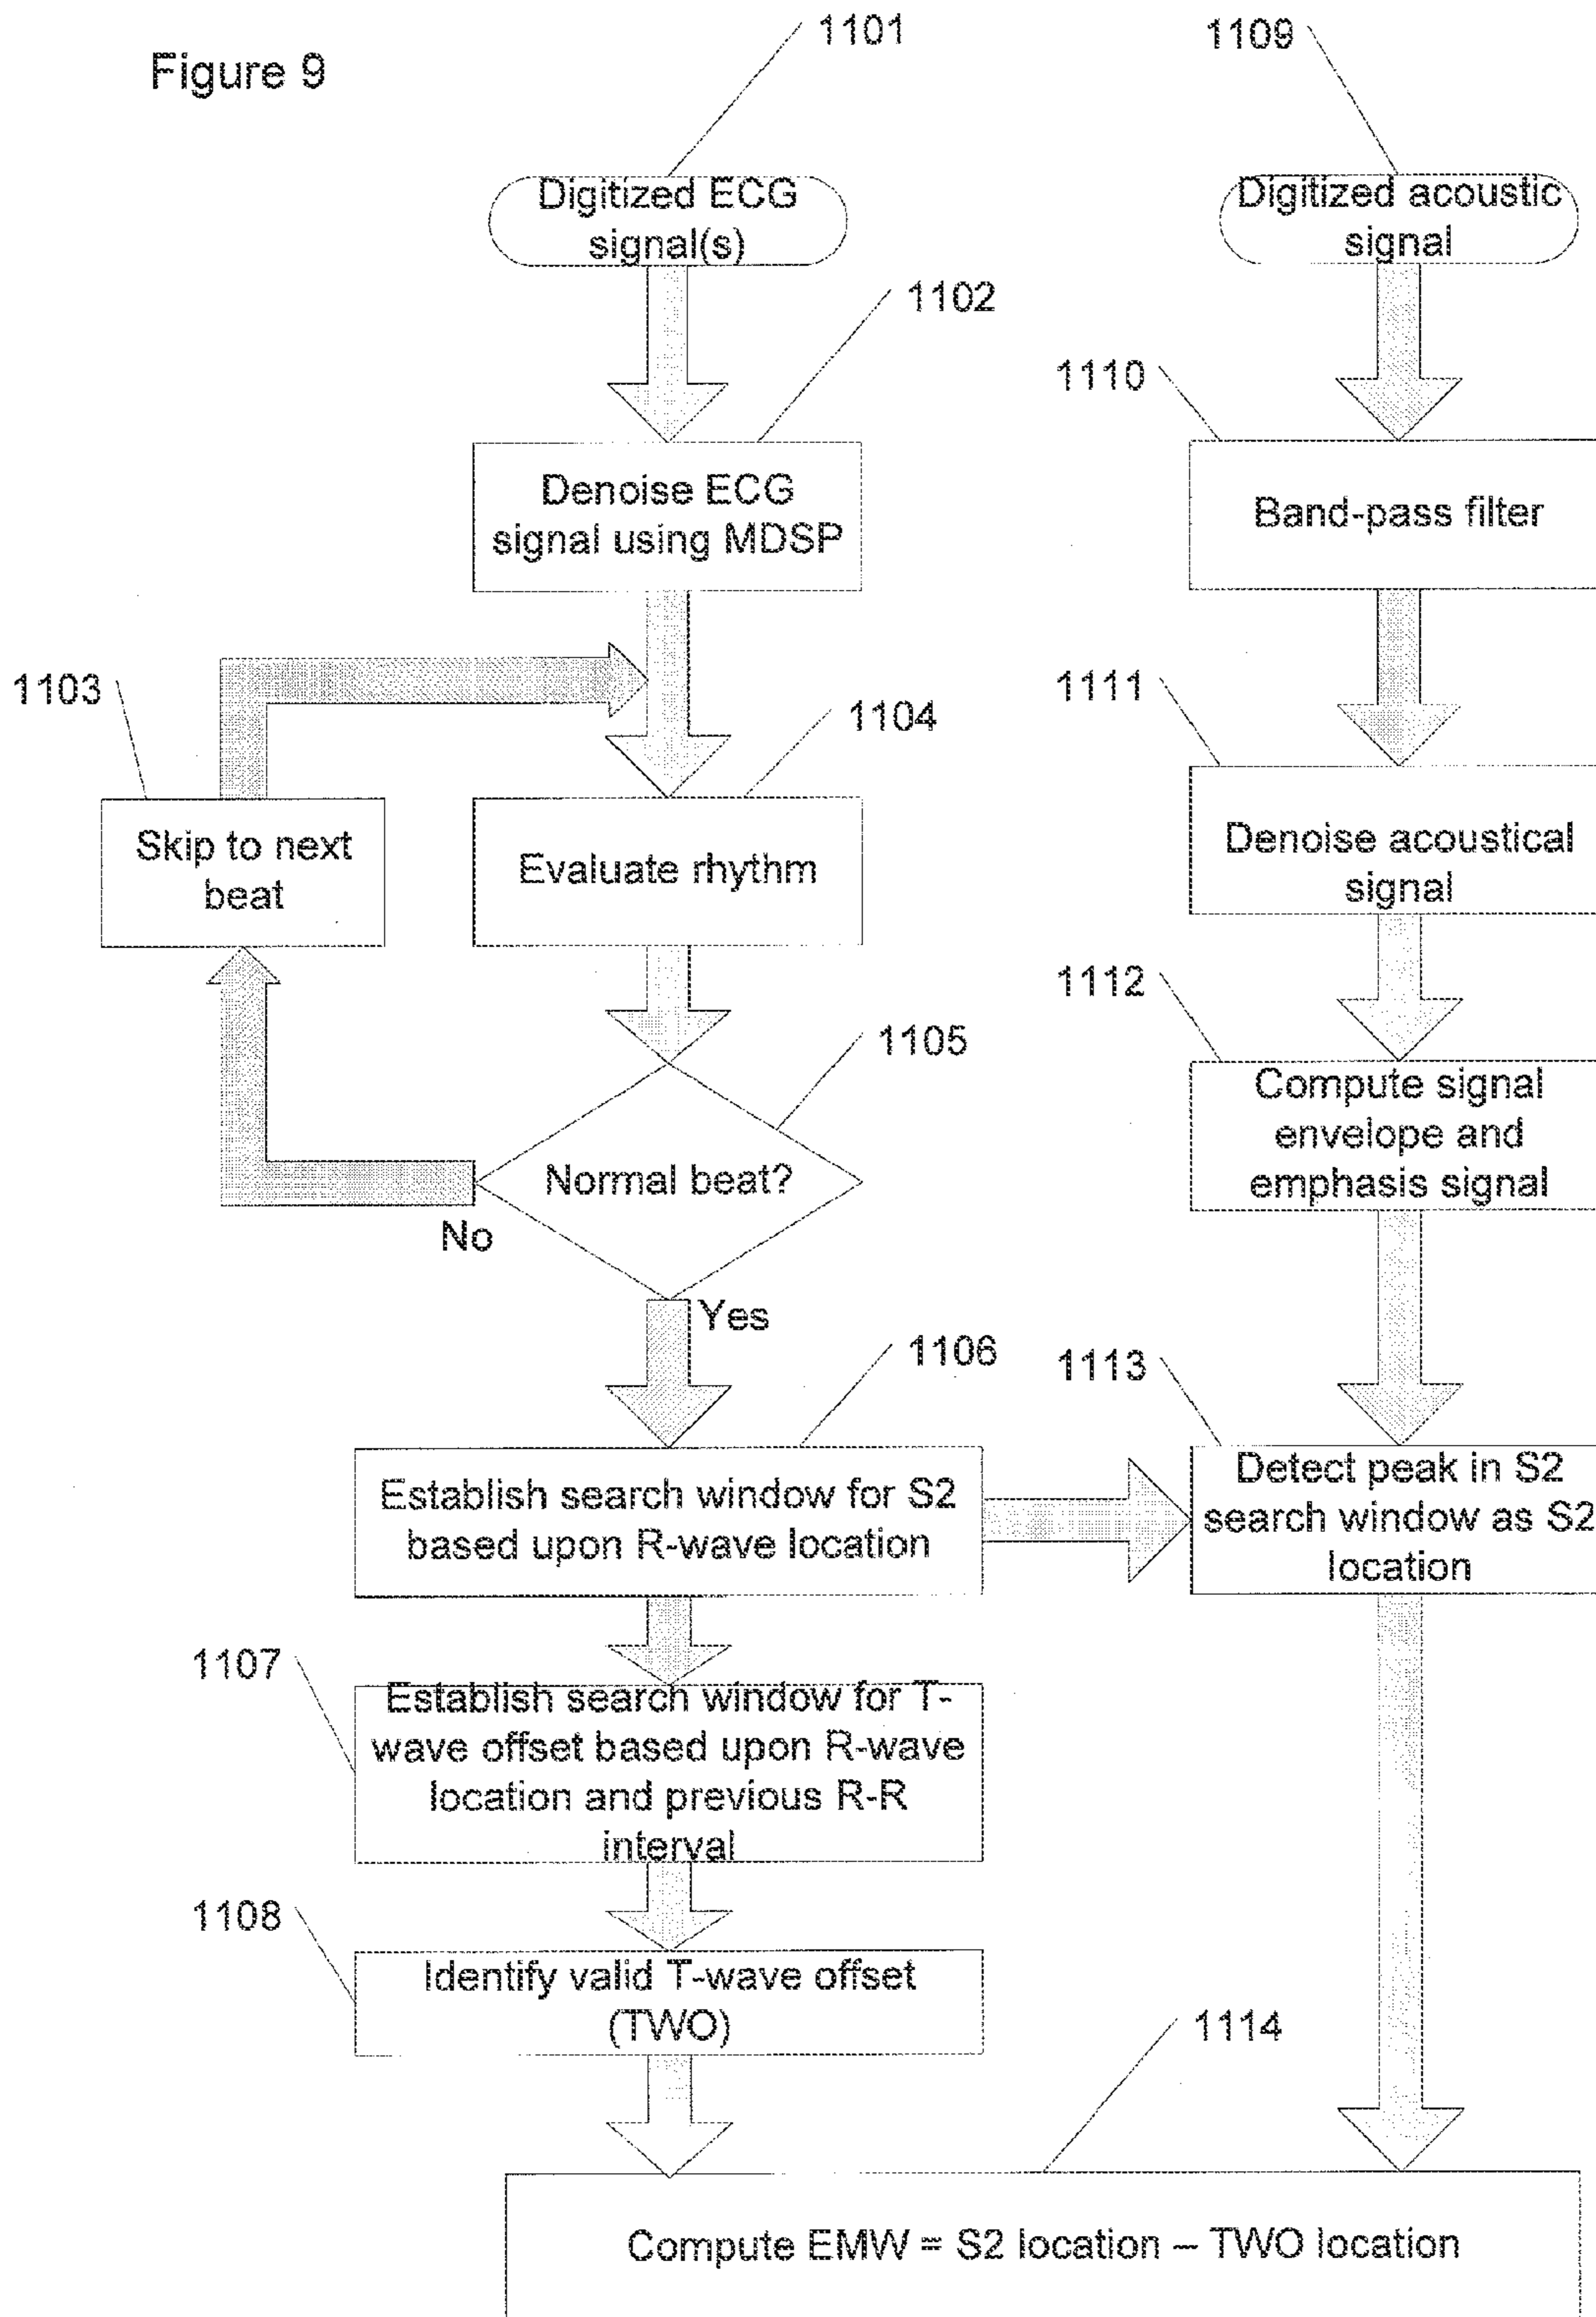 Figure 9
1101
1109
Digitized ECG
signal(s)
Digitized acoustic
signal
1102
1110
Denoise ECG
signal using MDSP
Band-pass filter
1103
1104
1111
Skip to next
beat
Evaluate rhythm
Denoise acoustical
signal
1105
1112
Normal beat?
No
Yes
Compute signal
envelope and
emphasis signal
1106
1113
Establish search window for S2
based upon R-wave location
Detect peak in S2
search window as S2
location
1107
Establish search window for T-
wave offset based upon R-wave
location and previous R-R
interval
1108
Identify valid T-wave offset
(TWO)
1114
Compute EMW = S2 location – TWO location